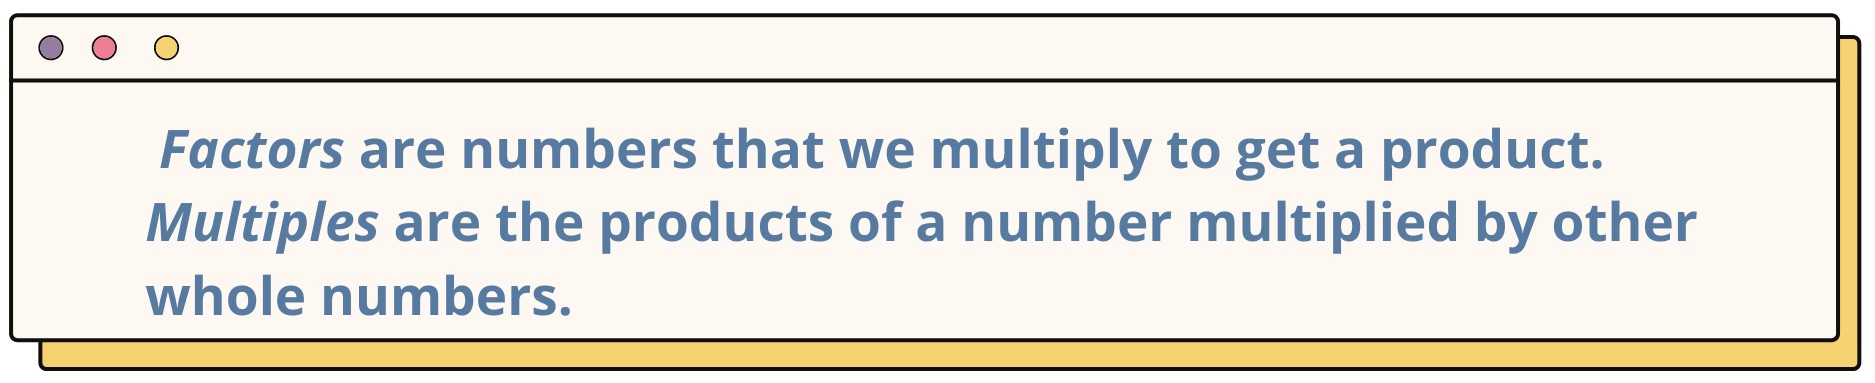 Factors are numbers that we multiply to get a product.
Multiples are the products of a number multiplied by other
whole numbers.